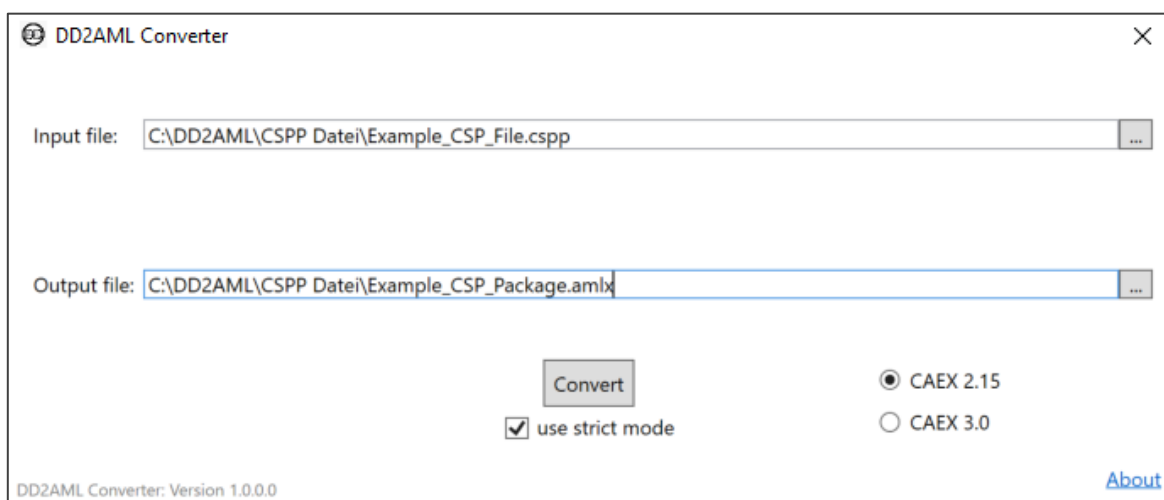 DD2AML Converter
Input file: C:\DD2AML\CSPP Datei\Example_CSP_File.cspp ...
Output file: C:\DD2AML\CSPP Datei\Example_CSP_Package.amlx ...
Convert CAEX 2.15
use strict mode CAEX 3.0
DD2AML Converter: Version 1.0.0.0 About